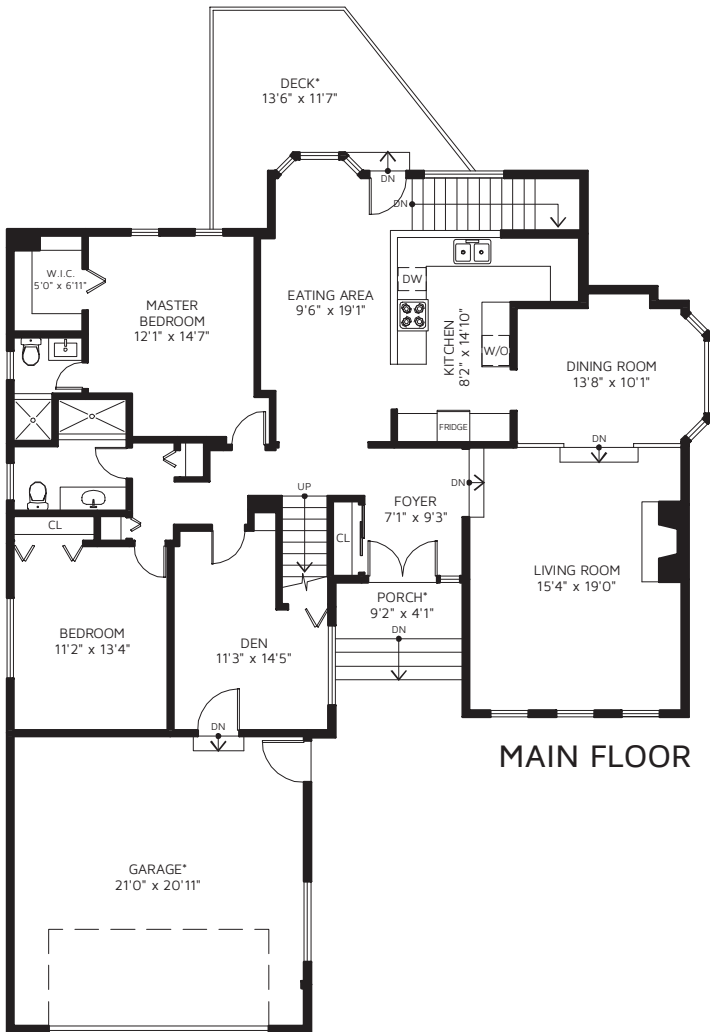 DECK*
13'6" x 11'7"
DN
DN
W.I.C.
5'0" x 6'11"
MASTER
BEDROOM
12'1" x 14'7"
EATING AREA
9'6" x 19'1"
DW
KITCHEN
8'2" x 14'10"
W/O
FRIDGE
DINING ROOM
13'8" x 10'1"
DN
UP
FOYER
7'1" x 9'3"
DN
CL
CL
LIVING ROOM
15'4" x 19'0"
PORCH*
9'2" x 4'1"
DN
BEDROOM
11'2" x 13'4"
DEN
11'3" x 14'5"
DN
MAIN FLOOR
GARAGE*
21'0" x 20'11"